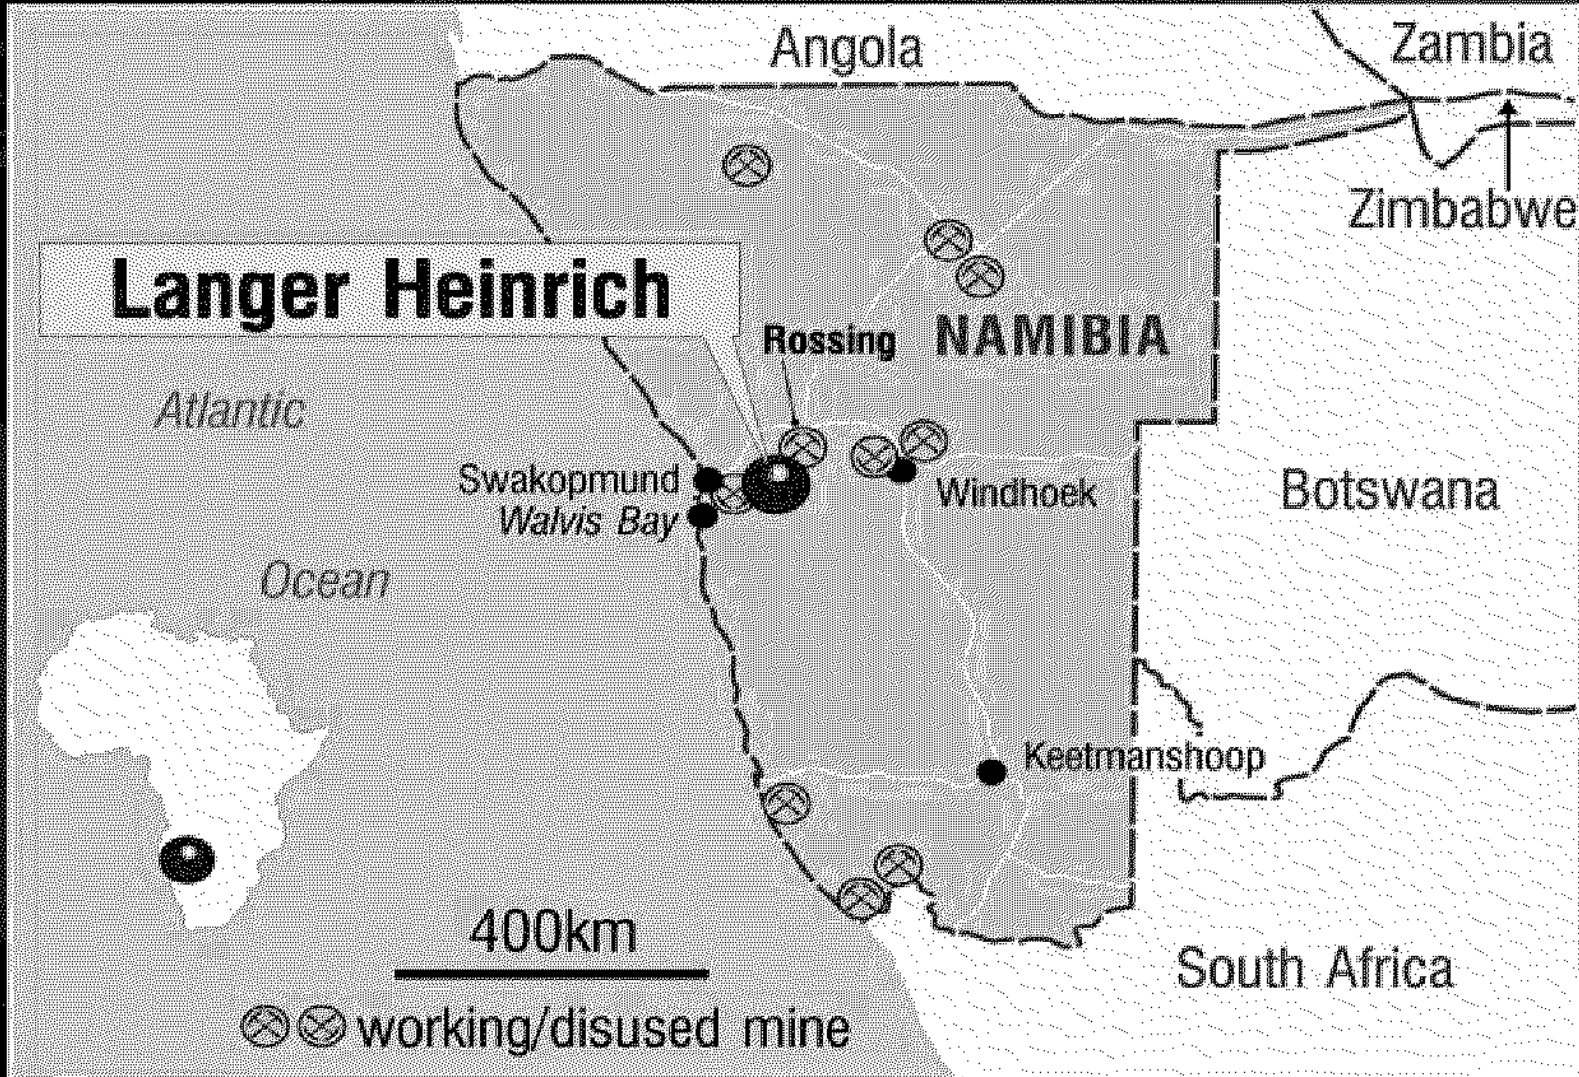 Angola
Zambia
Zimbabwe
Langer Heinrich
Rossing
NAMIBIA
Atlantic
Swakopmund
Walvis Bay
Windhoek
Botswana
Ocean
Keetmanshoop
400km
South Africa
working/disused mine